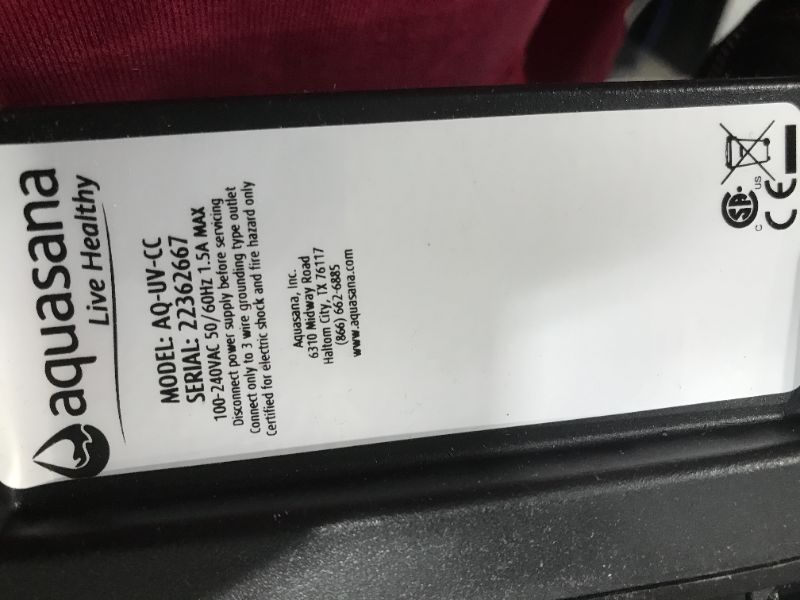 aquasana
Live Healthy
MODEL: AQ-UV-CC
SERIAL: 22362667
100-240VAC 50/60Hz 1.5A MAX
Disconnect power supply before servicing
Connect only to 3 wire grounding type outlet
Certified for electric shock and fire hazard only
Aquasana, Inc.
6310 Midway Road
Haltom City, TX 76117
(866) 662-6885
www.aquasana.com
C SA US
CE